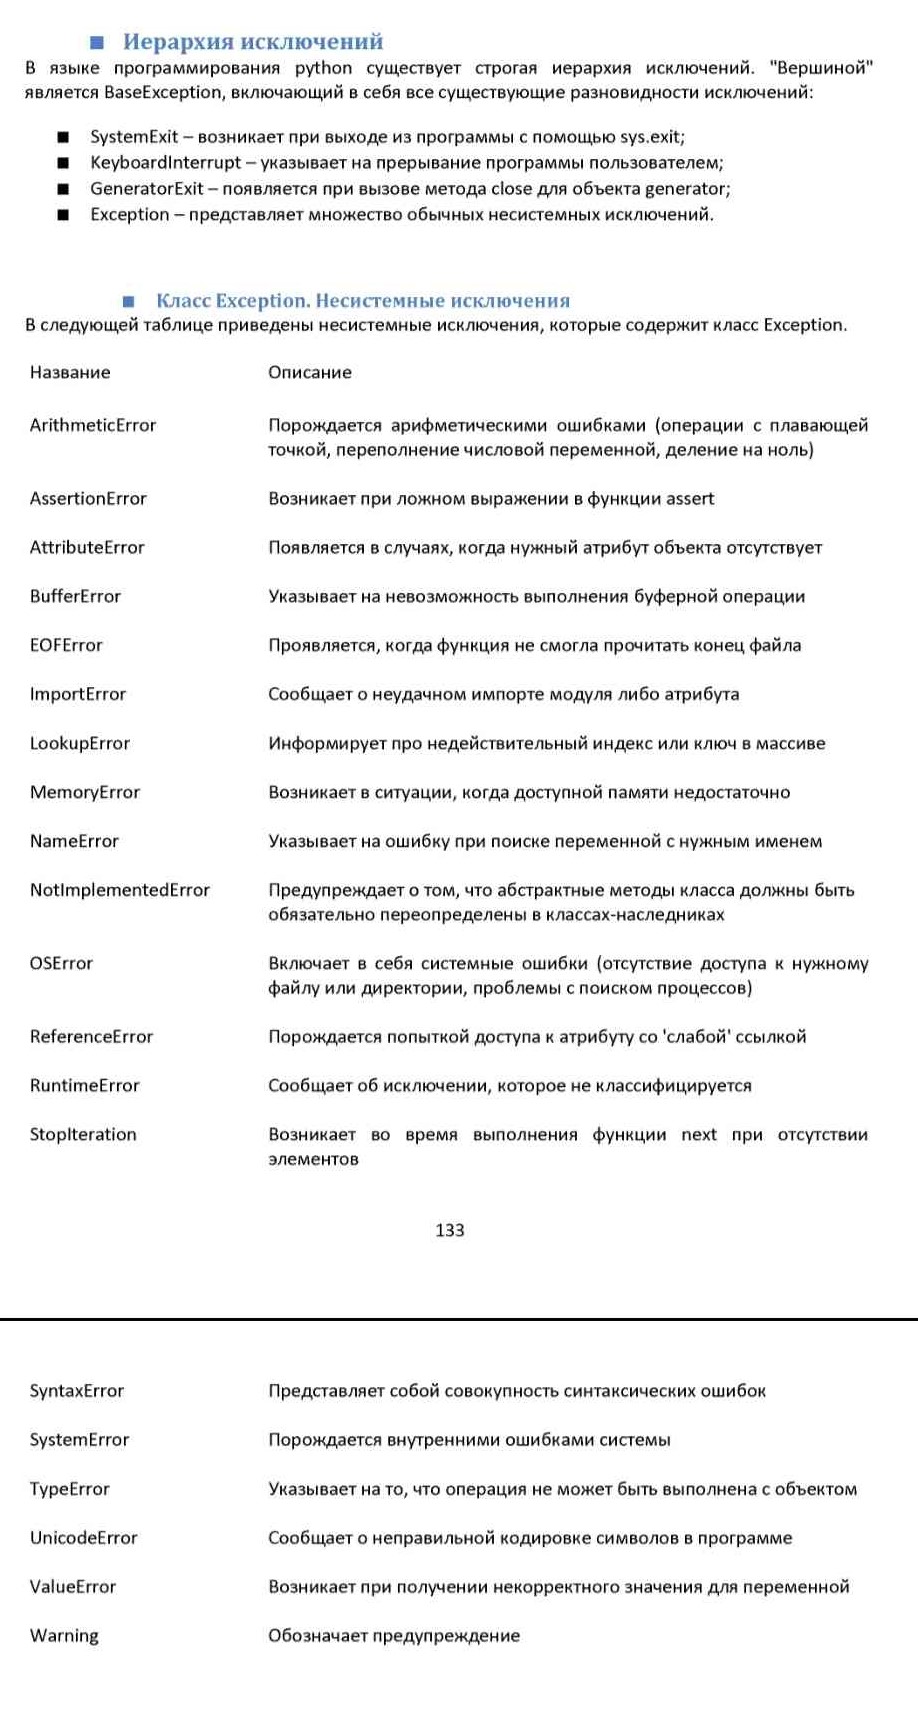 ■ Иерархия исключений
В языке программирования python существует строгая иерархия исключений. "Вершиной"
является BaseException, включающий в себя все существующие разновидности исключений:
■ SystemExit – возникает при выходе из программы с помощью sys.exit;
■ KeyboardInterrupt – указывает на прерывание программы пользователем;
■ GeneratorExit – появляется при вызове метода close для объекта generator;
■ Exception – представляет множество обычных несистемных исключений.
■ Класс Exception. Несистемные исключения
В следующей таблице приведены несистемные исключения, которые содержит класс Exception.
Название Описание
ArithmeticError Порождается арифметическими ошибками (операции с плавающей
точкой, переполнение числовой переменной, деление на ноль)
AssertionError Возникает при ложном выражении в функции assert
AttributeError Появляется в случаях, когда нужный атрибут объекта отсутствует
BufferError Указывает на невозможность выполнения буферной операции
EOFError Проявляется, когда функция не смогла прочитать конец файла
ImportError Сообщает о неудачном импорте модуля либо атрибута
LookupError Информирует про недействительный индекс или ключ в массиве
MemoryError Возникает в ситуации, когда доступной памяти недостаточно
NameError Указывает на ошибку при поиске переменной с нужным именем
NotImplementedError Предупреждает о том, что абстрактные методы класса должны быть
обязательно переопределены в классах-наследниках
OSError Включает в себя системные ошибки (отсутствие доступа к нужному
файлу или директории, проблемы с поиском процессов)
ReferenceError Порождается попыткой доступа к атрибуту со 'слабой' ссылкой
RuntimeError Сообщает об исключении, которое не классифицируется
StopIteration Возникает во время выполнения функции next при отсутствии
элементов
133
SyntaxError Представляет собой совокупность синтаксических ошибок
SystemError Порождается внутренними ошибками системы
TypeError Указывает на то, что операция не может быть выполнена с объектом
UnicodeError Сообщает о неправильной кодировке символов в программе
ValueError Возникает при получении некорректного значения для переменной
Warning Обозначает предупреждение